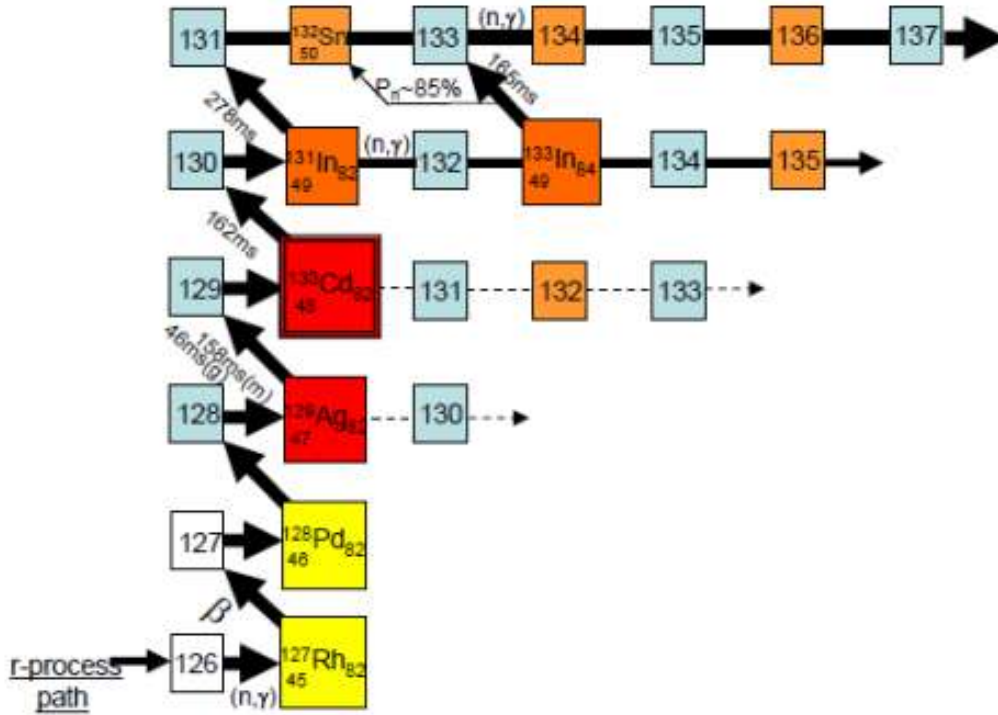 131 132Sn 50 133 (n,γ) 134 135 136 137
Pn~85% 165ms
278ms
130 131In82 49 (n,γ) 132 133In84 49 134 135
162ms
129 130Cd82 48 131 132 133
46ms(g) 158ms(m)
128 129Ag82 47 130
127 128Pd82 46
β
r-process path 126 (n,γ) 127Rh82 45